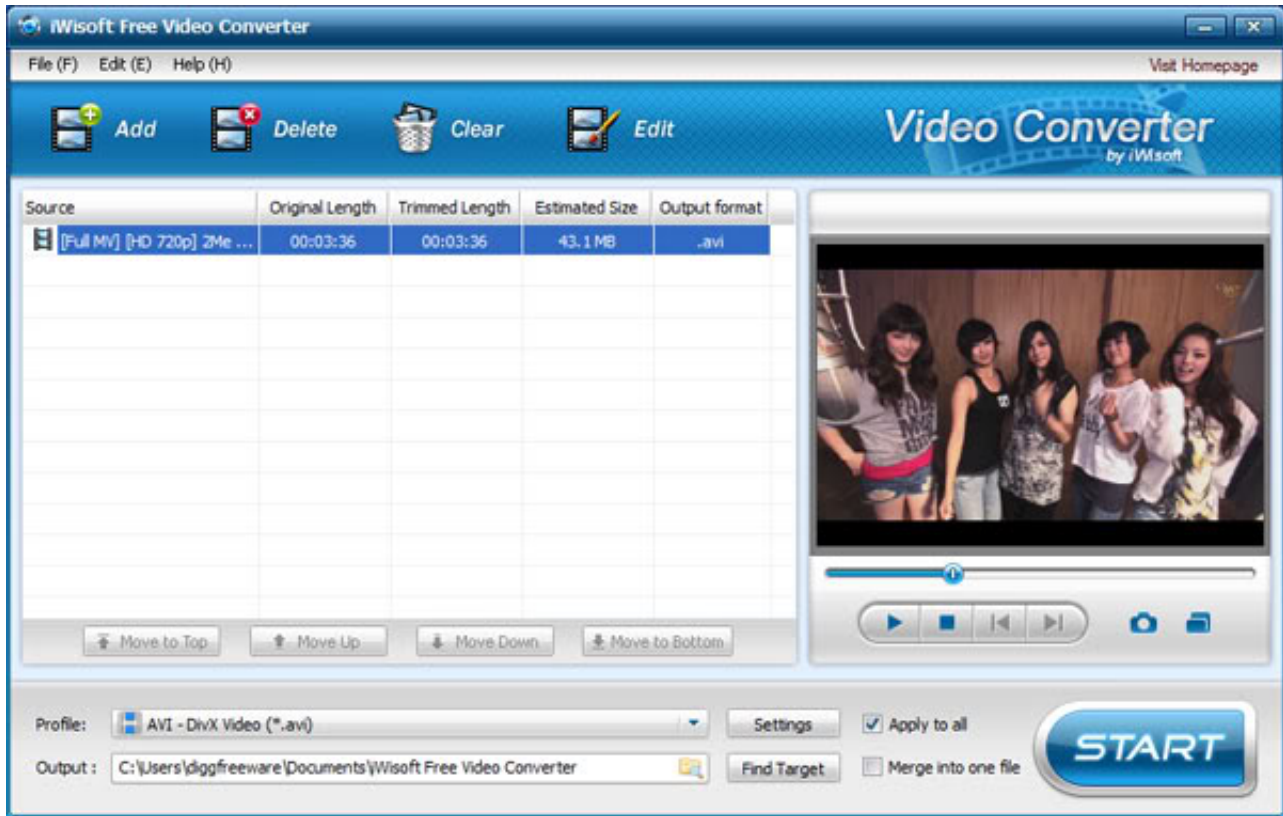 iWisoft Free Video Converter
File (F) Edit (E) Help (H) Visit Homepage
Add Delete Clear Edit Video Converter
by iWisoft
Source Original Length Trimmed Length Estimated Size Output format
[Full MV] [HD 720p] 2Me ... 00:03:36 00:03:36 43.1 MB .avi
Move to Top Move Up Move Down Move to Bottom
Profile: AVI - DivX Video (*.avi) Settings Apply to all
START
Output : C:\Users\diggfreeware\Documents\iWisoft Free Video Converter Find Target Merge into one file